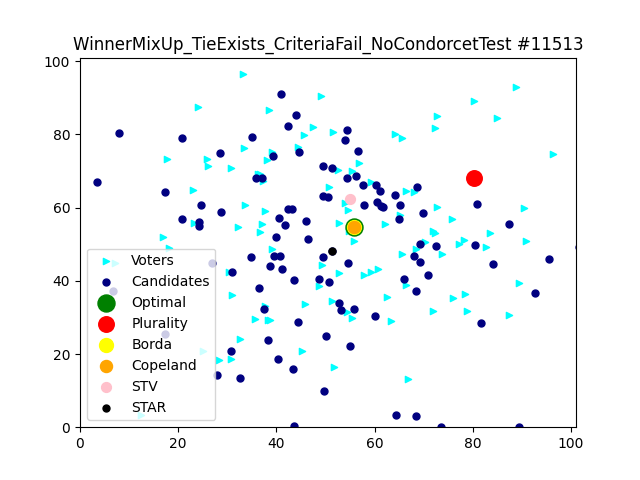 WinnerMixUp_TieExists_CriteriaFail_NoCondorcetTest #11513
100
80
60
40
20
0
0 20 40 60 80 100
Voters
Candidates
Optimal
Plurality
Borda
Copeland
STV
STAR